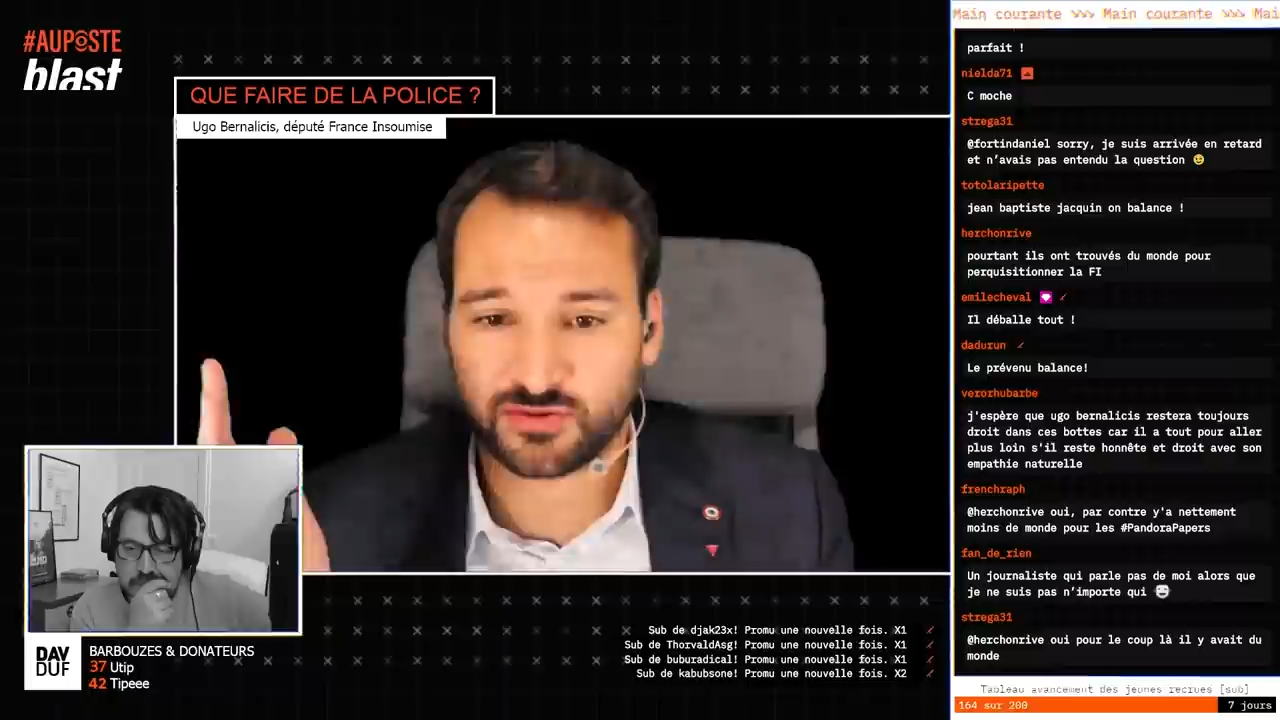 #AUPOSTE
blast
QUE FAIRE DE LA POLICE ?
Ugo Bernalicis, député France Insoumise
DAV
DUF
BARBOUZES & DONATEURS
37 Utip
42 Tipeee
Sub de djak23x! Promu une nouvelle fois. X1
Sub de ThorvaldAsg! Promu une nouvelle fois. X1
Sub de buburadical! Promu une nouvelle fois. X1
Sub de kabubsone! Promu une nouvelle fois. X2
Main courante >>> Main courante >>> Mai
parfait !
nielda71
C moche
strega31
@fortindaniel sorry, je suis arrivée en retard
et n’avais pas entendu la question
totolaripette
jean baptiste jacquin on balance !
herchonrive
pourtant ils ont trouvés du monde pour
perquisitionner la FI
emilecheval
Il déballe tout !
dadurun
Le prévenu balance!
verorhubarbe
j'espère que ugo bernalicis restera toujours
droit dans ces bottes car il a tout pour aller
plus loin s'il reste honnête et droit avec son
empathie naturelle
frenchraph
@herchonrive oui, par contre y'a nettement
moins de monde pour les #PandoraPapers
fan_de_rien
Un journaliste qui parle pas de moi alors que
je ne suis pas n’importe qui
strega31
@herchonrive oui pour le coup là il y avait du
monde
Tableau avancement des jeunes recrues [sub]
164 sur 200
7 jours